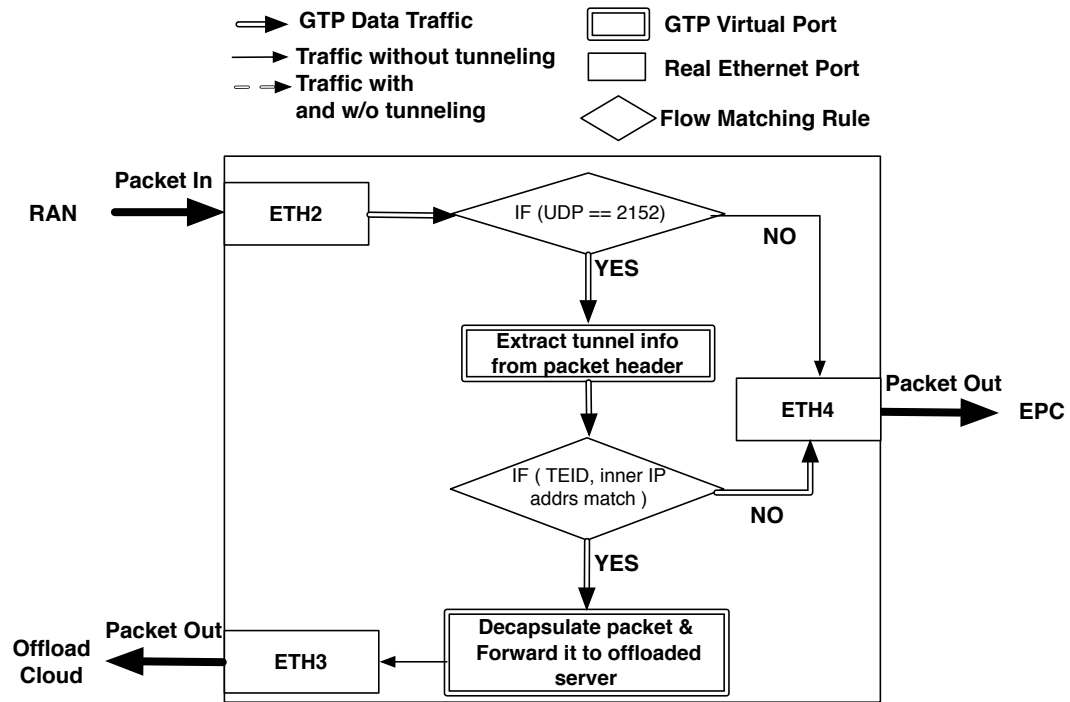 GTP Data Traffic
Traffic without tunneling
Traffic with
and w/o tunneling
GTP Virtual Port
Real Ethernet Port
Flow Matching Rule
Packet In
RAN
ETH2
IF (UDP == 2152)
NO
YES
Extract tunnel info
from packet header
ETH4
Packet Out
EPC
IF ( TEID, inner IP
addrs match )
NO
YES
Decapsulate packet &
Forward it to offloaded
server
ETH3
Packet Out
Offload
Cloud